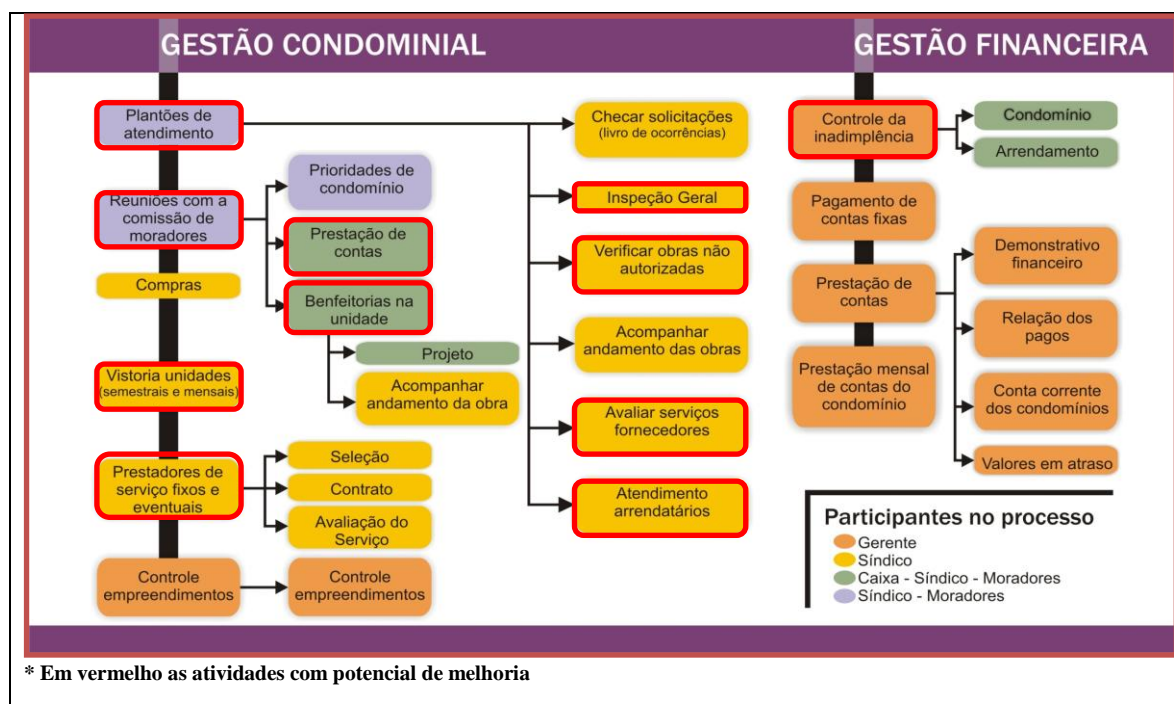 GESTÃO CONDOMINIAL
GESTÃO FINANCEIRA
Plantões de
atendimento
Reuniões com a
comissão de
moradores
Compras
Vistoria unidades
(semestrais e mensais)
Prestadores de
serviço fixos e
eventuais
Controle
empreendimentos
Prioridades de
condomínio
Prestação de
contas
Benfeitorias na
unidade
Projeto
Acompanhar
andamento da obra
Seleção
Contrato
Avaliação do
Serviço
Controle
empreendimentos
Checar solicitações
(livro de ocorrências)
Inspeção Geral
Verificar obras não
autorizadas
Acompanhar
andamento das obras
Avaliar serviços
fornecedores
Atendimento
arrendatários
Controle da
inadimplência
Condomínio
Arrendamento
Pagamento de
contas fixas
Prestação de
contas
Prestação mensal
de contas do
condomínio
Demonstrativo
financeiro
Relação dos
pagos
Conta corrente
dos condomínios
Valores em atraso
Participantes no processo
Gerente
Síndico
Caixa - Síndico - Moradores
Síndico - Moradores
* Em vermelho as atividades com potencial de melhoria